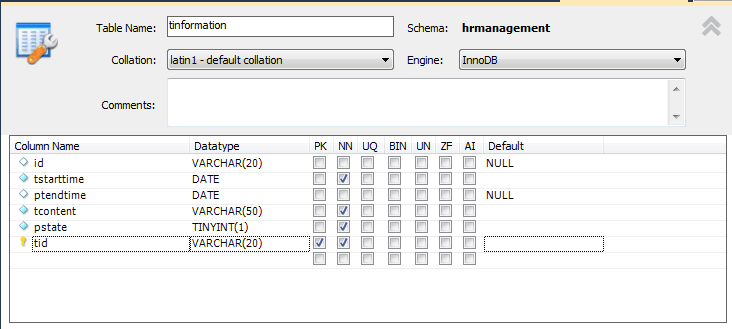 Table Name: tinformation Schema: hrmanagement
Collation: latin1 - default collation Engine: InnoDB
Comments:
Column Name Datatype PK NN UQ BIN UN ZF AI Default
id VARCHAR(20) NULL
tstarttime DATE
ptendtime DATE NULL
tcontent VARCHAR(50)
pstate TINYINT(1)
tid VARCHAR(20)